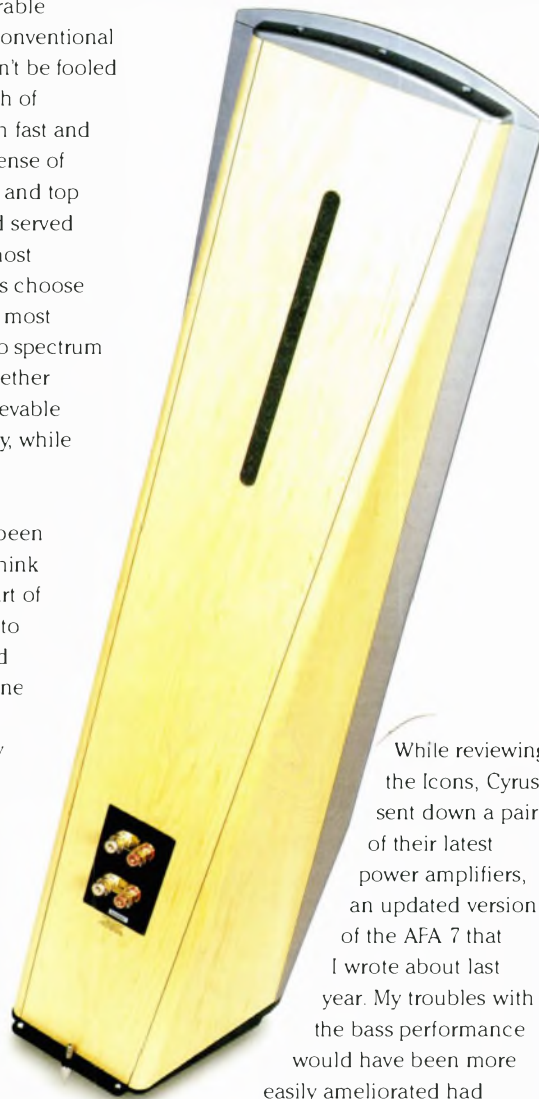 rable
onventional
n't be fooled
h of
n fast and
ense of
and top
d served
nost
s choose
most
o spectrum
ether
evable
y, while
been
hink
rt of
to
d
ne
y
While reviewing
the Icons, Cyrus
sent down a pair
of their latest
power amplifiers,
an updated version
of the AFA 7 that
I wrote about last
year. My troubles with
the bass performance
would have been more
easily ameliorated had